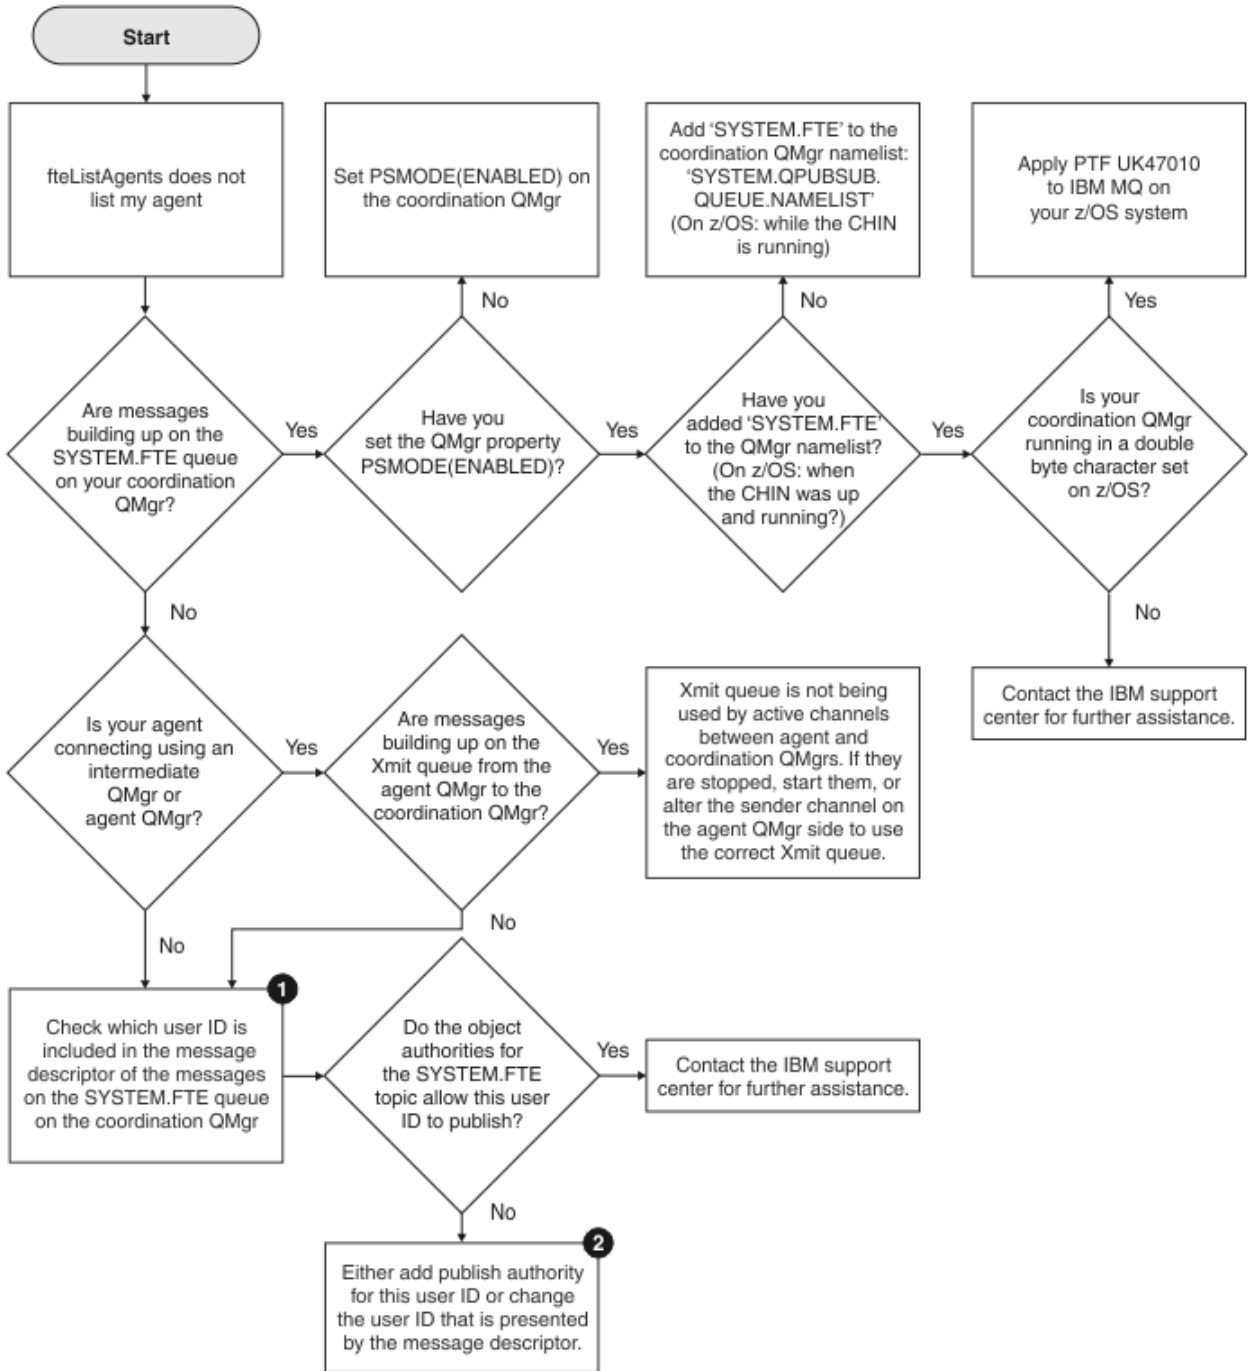 Start
fteListAgents does not
list my agent
Set PSMODE(ENABLED) on
the coordination QMgr
Add ‘SYSTEM.FTE’ to the
coordination QMgr namelist:
‘SYSTEM.QPUBSUB.
QUEUE.NAMELIST’
(On z/OS: while the CHIN
is running)
Apply PTF UK47010
to IBM MQ on
your z/OS system
No
No
Yes
Are messages
building up on the
SYSTEM.FTE queue
on your coordination
QMgr?
Yes
Have you
set the QMgr property
PSMODE(ENABLED)?
Yes
Have you
added ‘SYSTEM.FTE’
to the QMgr namelist?
(On z/OS: when
the CHIN was up
and running?)
Yes
Is your
coordination QMgr
running in a double
byte character set
on z/OS?
No
No
Is your agent
connecting using an
intermediate
QMgr or
agent QMgr?
Yes
Are messages
building up on the
Xmit queue from the
agent QMgr to the
coordination QMgr?
Yes
Xmit queue is not being
used by active channels
between agent and
coordination QMgrs. If they
are stopped, start them, or
alter the sender channel on
the agent QMgr side to use
the correct Xmit queue.
Contact the IBM support
center for further assistance.
No
No
1
Check which user ID is
included in the message
descriptor of the messages
on the SYSTEM.FTE queue
on the coordination QMgr
Do the object
authorities for
the SYSTEM.FTE
topic allow this user
ID to publish?
Yes
Contact the IBM support
center for further assistance.
No
2
Either add publish authority
for this user ID or change
the user ID that is presented
by the message descriptor.